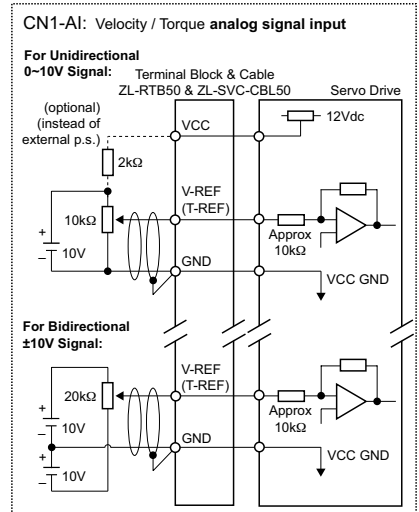 CN1-AI: Velocity / Torque analog signal input
For Unidirectional
0~10V Signal:
Terminal Block & Cable
ZL-RTB50 & ZL-SVC-CBL50
Servo Drive
(optional)
(instead of
external p.s.)
VCC
12Vdc
2kΩ
V-REF
(T-REF)
10kΩ
Approx
10kΩ
+
–
10V
GND
VCC GND
For Bidirectional
±10V Signal:
V-REF
(T-REF)
20kΩ
Approx
10kΩ
+
–
10V
GND
VCC GND
+
–
10V